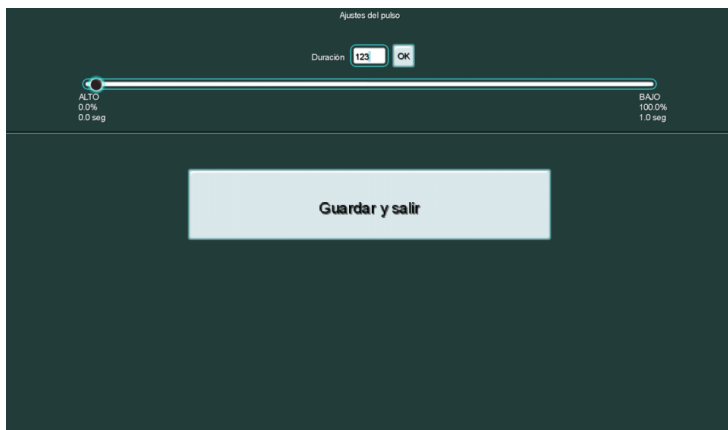 Ajustes del pulso
Duración 123 OK
ALTO BAJO
0.0% 100.0%
0.0 seg 1.0 seg
Guardar y salir